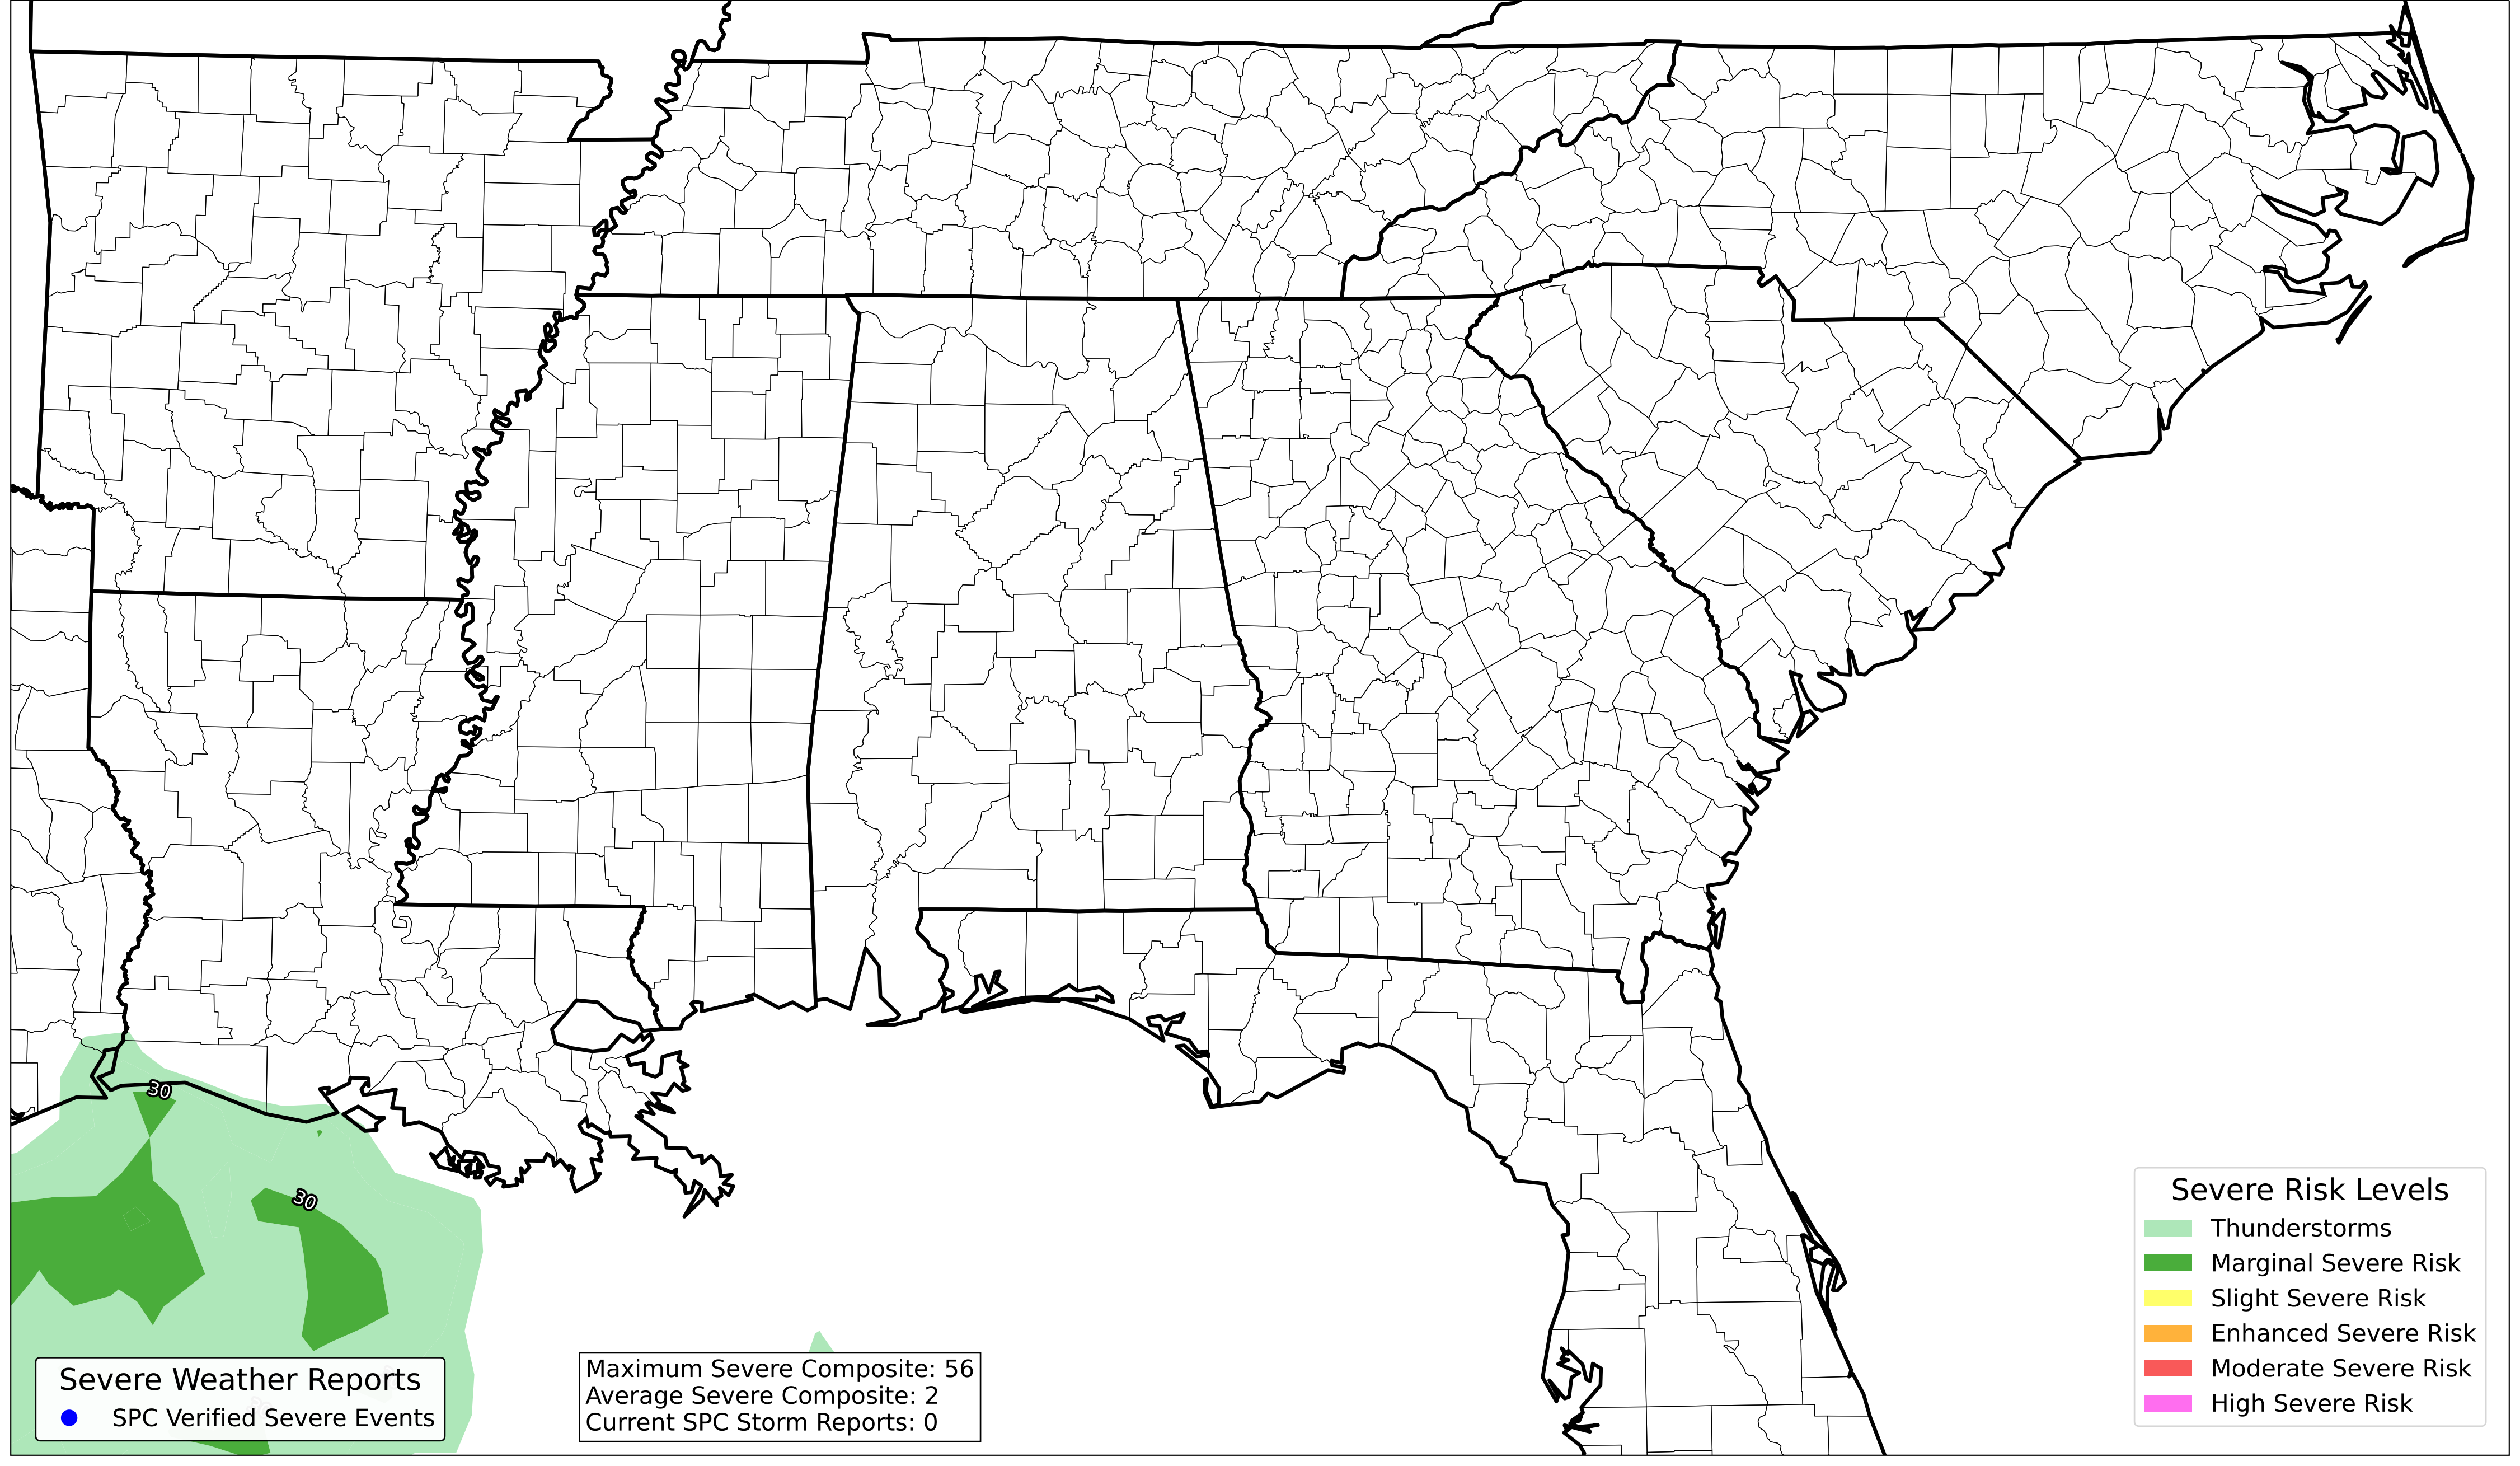 30
30
Severe Weather Reports
SPC Verified Severe Events
Maximum Severe Composite: 56
Average Severe Composite: 2
Current SPC Storm Reports: 0
Severe Risk Levels
Thunderstorms
Marginal Severe Risk
Slight Severe Risk
Enhanced Severe Risk
Moderate Severe Risk
High Severe Risk